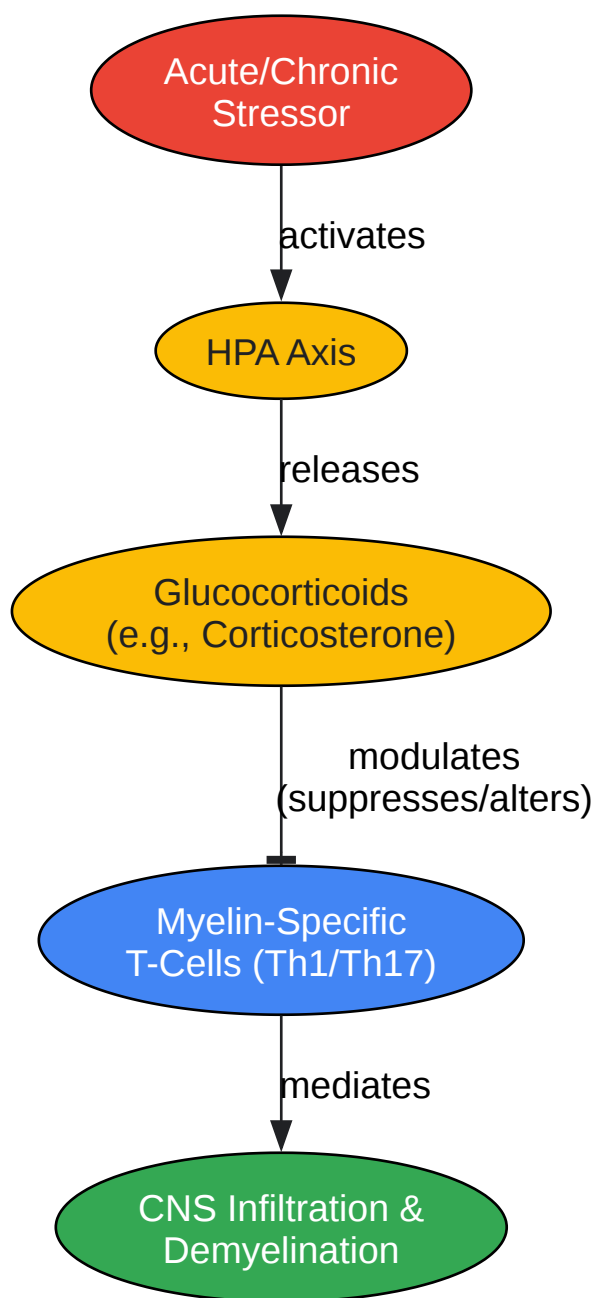 Acute/Chronic
Stressor
activates
HPA Axis
releases
Glucocorticoids
(e.g., Corticosterone)
modulates
(suppresses/alters)
Myelin-Specific
T-Cells (Th1/Th17)
mediates
CNS Infiltration &
Demyelination